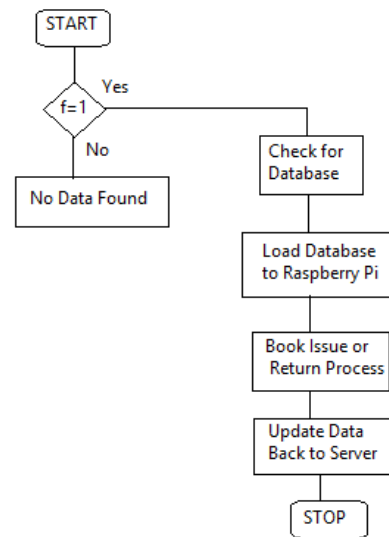 START
Yes
f=1
No
No Data Found
Check for
Database
Load Database
to Raspberry Pi
Book Issue or
Return Process
Update Data
Back to Server
STOP